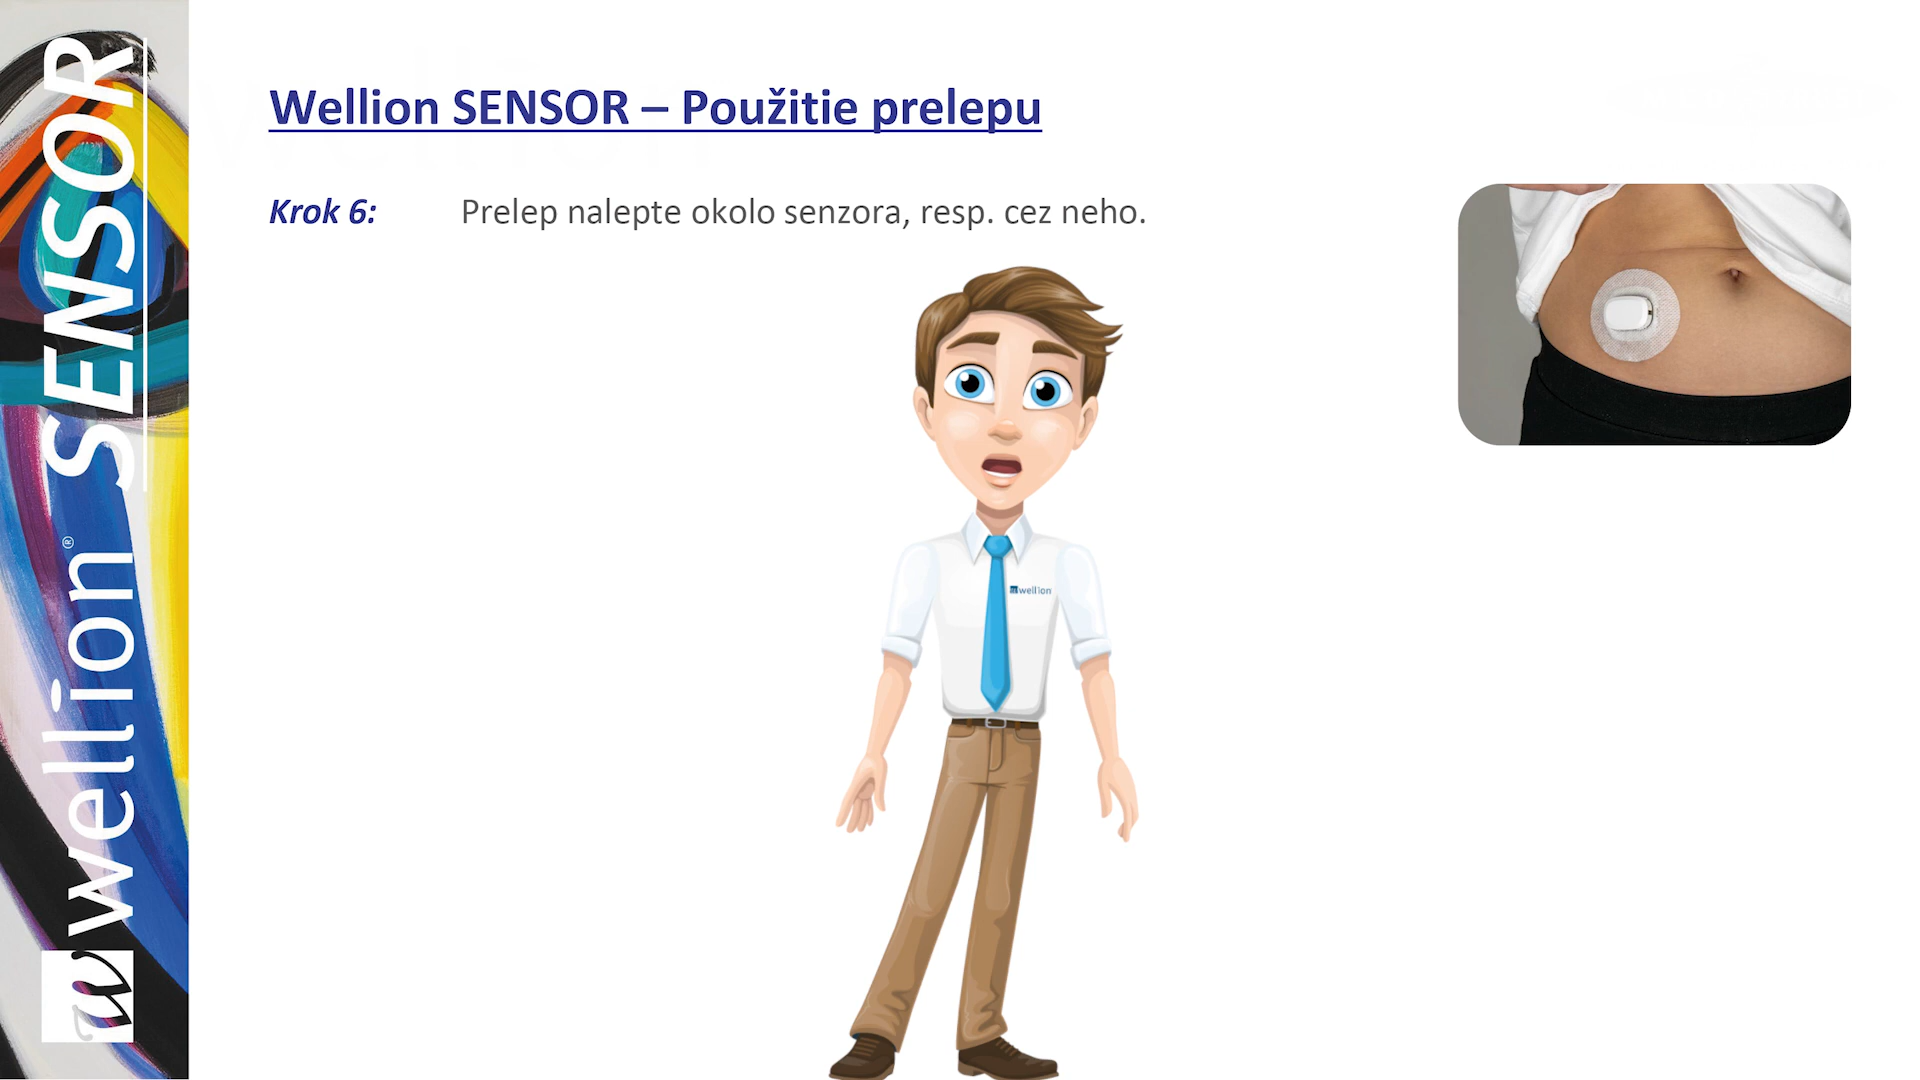 wellion® SENSOR
Wellion SENSOR – Použitie prelepu
Krok 6: Prelep nalepte okolo senzora, resp. cez neho.
wellion